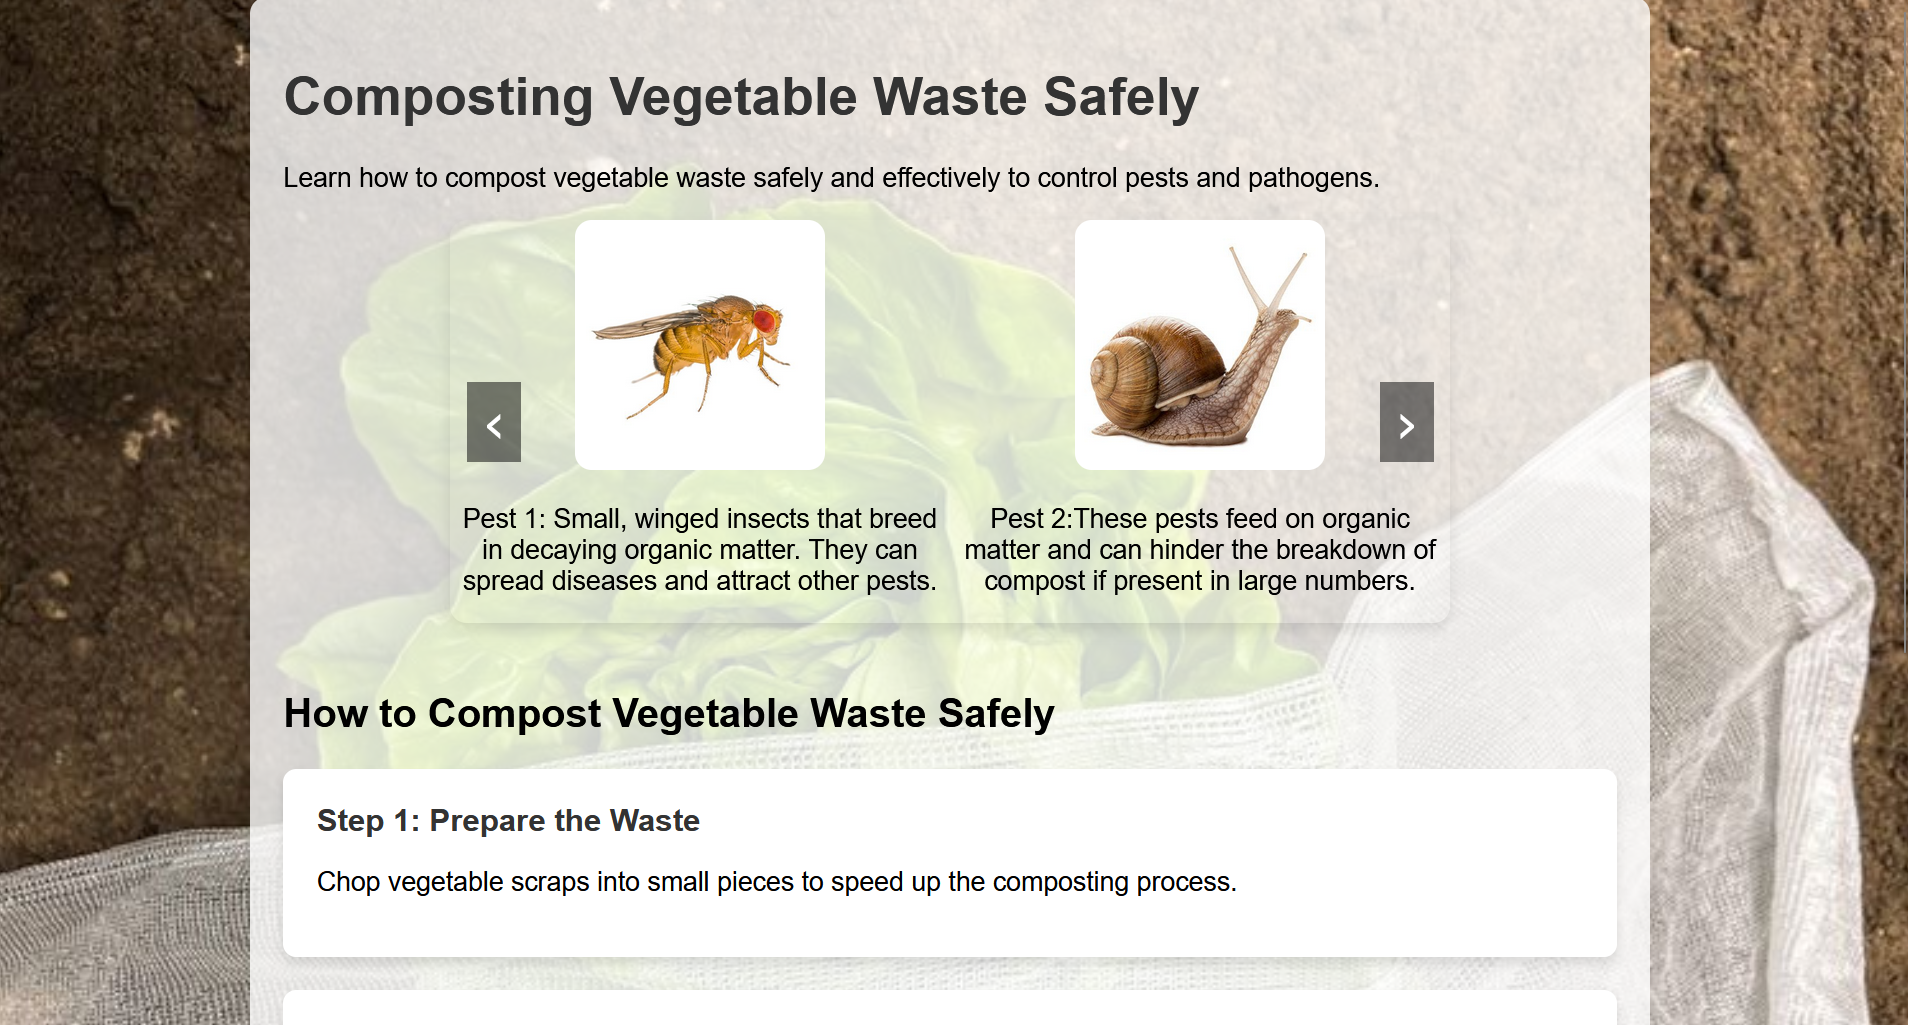 Composting Vegetable Waste Safely
Learn how to compost vegetable waste safely and effectively to control pests and pathogens.
Pest 1: Small, winged insects that breed
in decaying organic matter. They can
spread diseases and attract other pests.
Pest 2:These pests feed on organic
matter and can hinder the breakdown of
compost if present in large numbers.
How to Compost Vegetable Waste Safely
Step 1: Prepare the Waste
Chop vegetable scraps into small pieces to speed up the composting process.